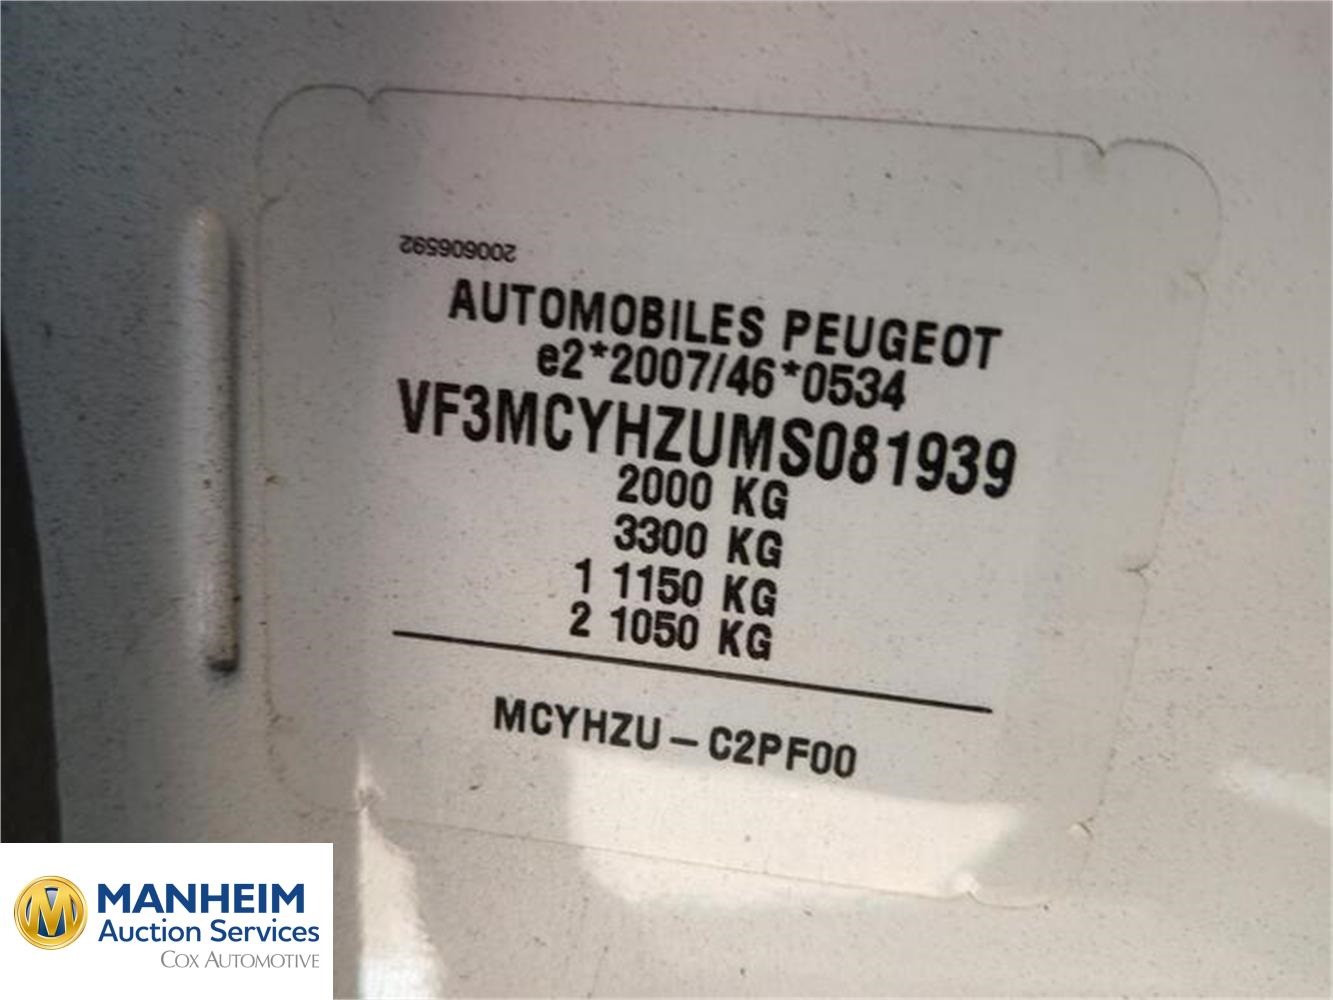 200606592
AUTOMOBILES PEUGEOT
e2*2007/46*0534
VF3MCYHZUMS081939
2000 KG
3300 KG
1 1150 KG
2 1050 KG
MCYHZU - C2PF00
MANHEIM
Auction Services
COX AUTOMOTIVE